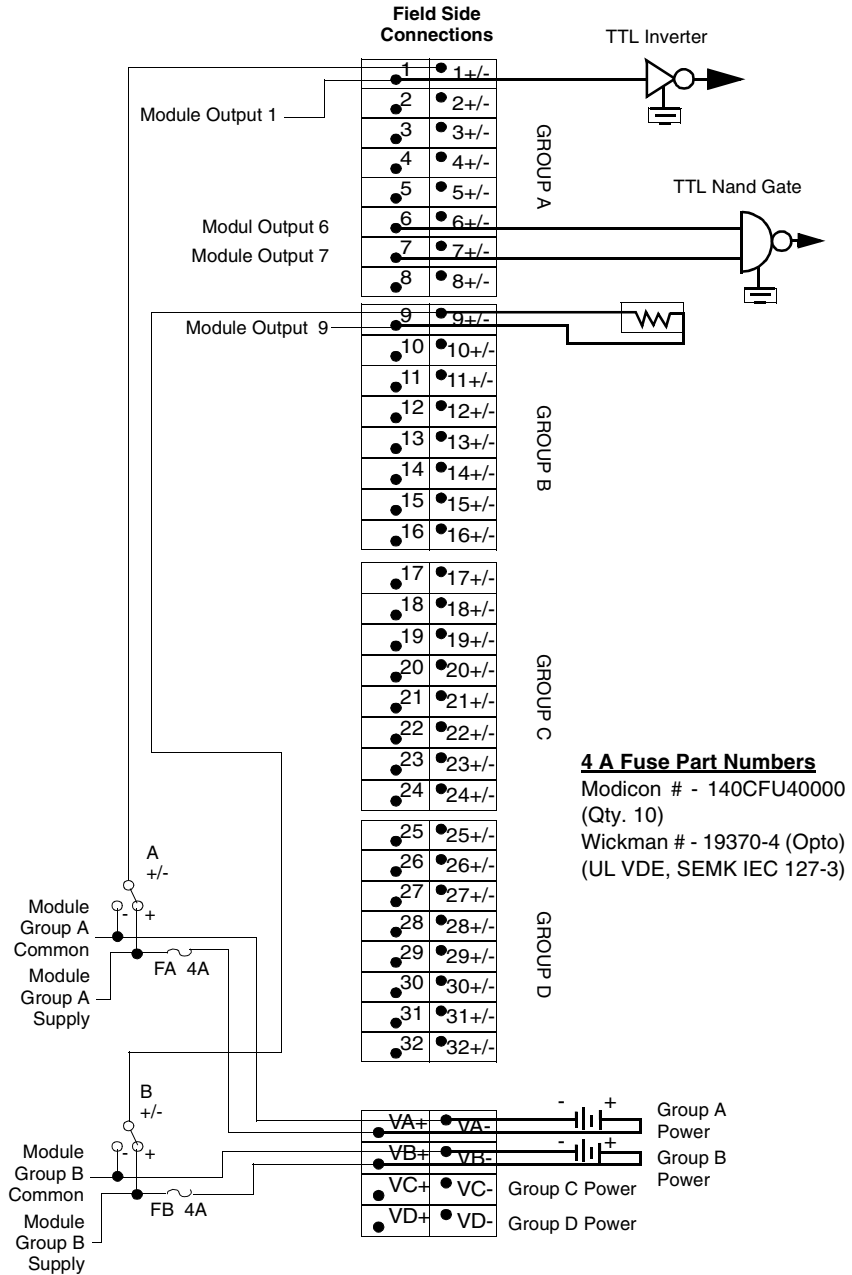 Field Side
Connections
TTL Inverter
1 1+/-
Module Output 1
2 2+/-
3 3+/-
4 4+/-
5 5+/-
GROUP A
TTL Nand Gate
Modul Output 6
6 6+/-
Module Output 7
7 7+/-
8 8+/-
Module Output 9
9 9+/-
10 10+/-
11 11+/-
12 12+/-
13 13+/-
14 14+/-
15 15+/-
16 16+/-
GROUP B
17 17+/-
18 18+/-
19 19+/-
20 20+/-
21 21+/-
22 22+/-
23 23+/-
24 24+/-
GROUP C
4 A Fuse Part Numbers
Modicon # - 140CFU40000
(Qty. 10)
Wickman # - 19370-4 (Opto)
(UL VDE, SEMK IEC 127-3)
25 25+/-
26 26+/-
27 27+/-
28 28+/-
29 29+/-
30 30+/-
31 31+/-
32 32+/-
GROUP D
A
+/-
- +
Module
Group A
Common
FA 4A
Module
Group A
Supply
B
+/-
- +
Module
Group B
Common
FB 4A
Module
Group B
Supply
VA+ VA-
- +
Group A
Power
VB+ VB-
- +
Group B
Power
VC+ VC- Group C Power
VD+ VD- Group D Power